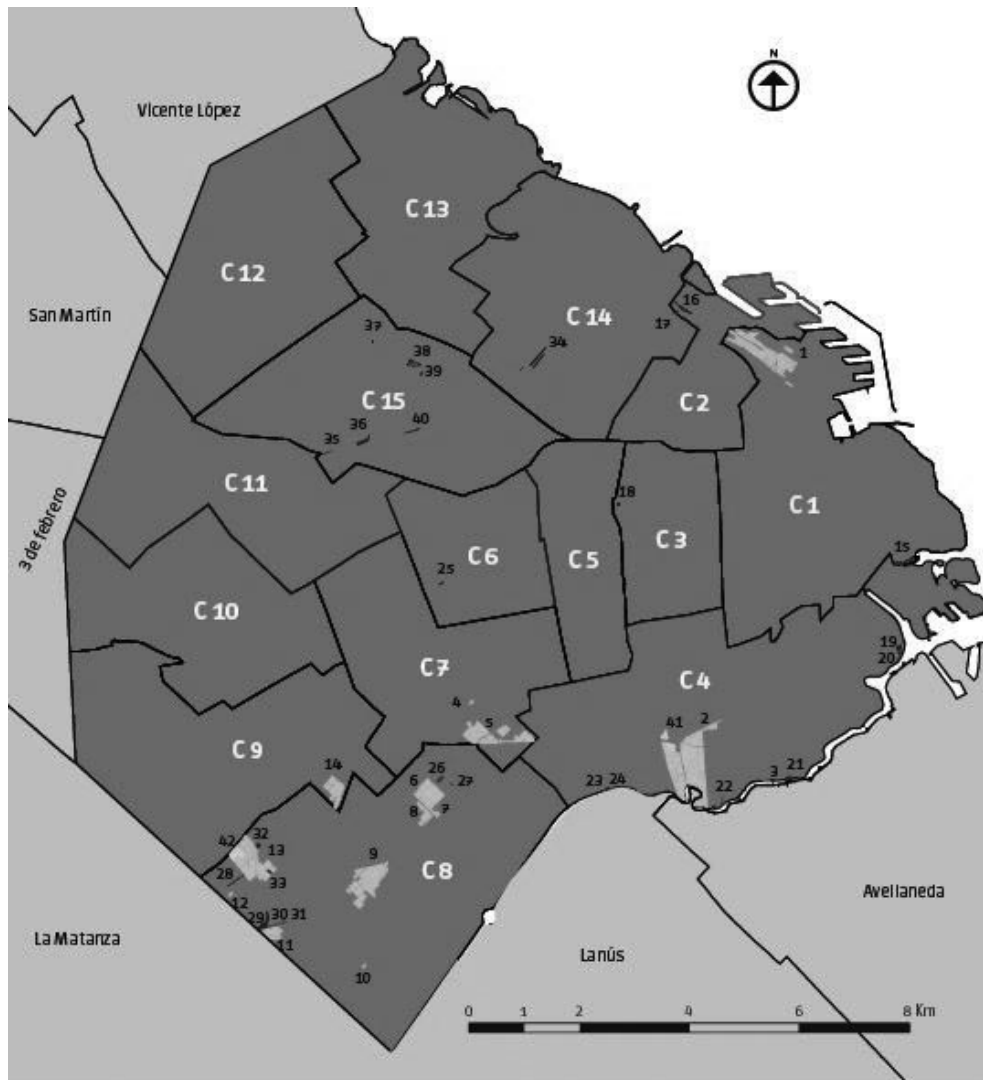 N
Vicente López
C 13
C 12
16
San Martín
C 14
17
37
34
38
1
39
C 15
C 2
40
36
35
C 11
18
3 de febrero
C 1
C 6
C 5
C 3
15
25
C 10
19
20
C 7
C 4
4
5
41
2
C 9
14
26
6
27
23
24
3
21
22
8
7
42
32
13
9
C 8
28
33
12
Avellaneda
29
30
31
La Matanza
11
Lanús
10
0
1
2
4
6
8 Km